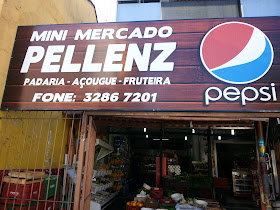 MINI MERCADO
PELLENZ
PADARIA - AÇOUGUE - FRUTEIRA
FONE: 3286 7201
pepsi